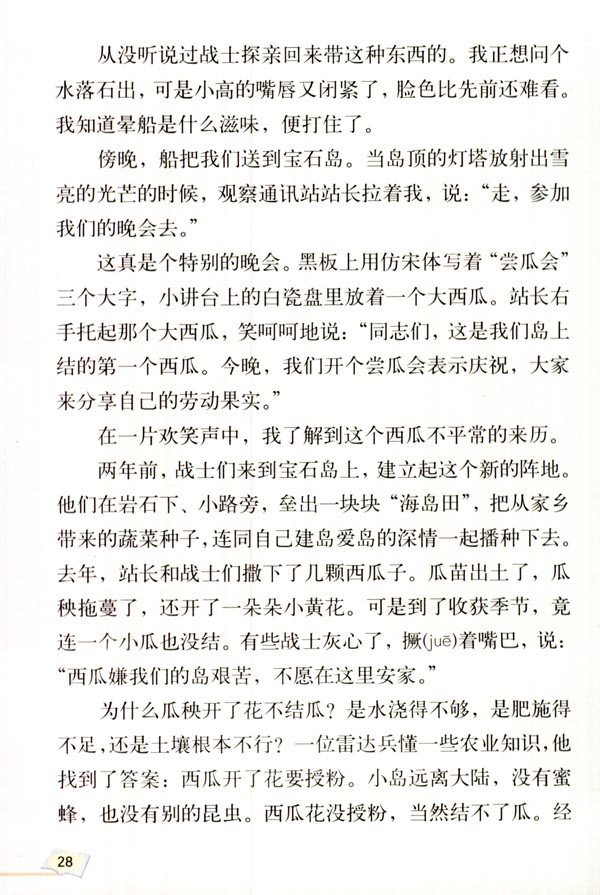 从没听说过战士探亲回来带这种东西的。我正想问个
水落石出，可是小高的嘴唇又闭紧了，脸色比先前还难看。
我知道晕船是什么滋味，便打住了。
傍晚，船把我们送到宝石岛。当岛顶的灯塔放射出雪
亮的光芒的时候，观察通讯站站长拉着我，说：“走，参加
我们的晚会去。”
这真是个特别的晚会。黑板上用仿宋体写着“尝瓜会”
三个大字，小讲台上的白瓷盘里放着一个大西瓜。站长右
手托起那个大西瓜，笑呵呵地说：“同志们，这是我们岛上
结的第一个西瓜。今晚，我们开个尝瓜会表示庆祝，大家
来分享自己的劳动果实。”
在一片欢笑声中，我了解到这个西瓜不平常的来历。
两年前，战士们来到宝石岛上，建立起这个新的阵地。
他们在岩石下、小路旁，垒出一块块“海岛田”，把从家乡
带来的蔬菜种子，连同自己建岛爱岛的深情一起播种下去。
去年，站长和战士们撒下了几颗西瓜子。瓜苗出土了，瓜
秧拖蔓了，还开了一朵朵小黄花。可是到了收获季节，竟
连一个小瓜也没结。有些战士灰心了，撅(juē)着嘴巴，说：
“西瓜嫌我们的岛艰苦，不愿在这里安家。”
为什么瓜秧开了花不结瓜？是水浇得不够，是肥施得
不足，还是土壤根本不行？一位雷达兵懂一些农业知识，他
找到了答案：西瓜开了花要授粉。小岛远离大陆，没有蜜
蜂，也没有别的昆虫。西瓜花没授粉，当然结不了瓜。经
28